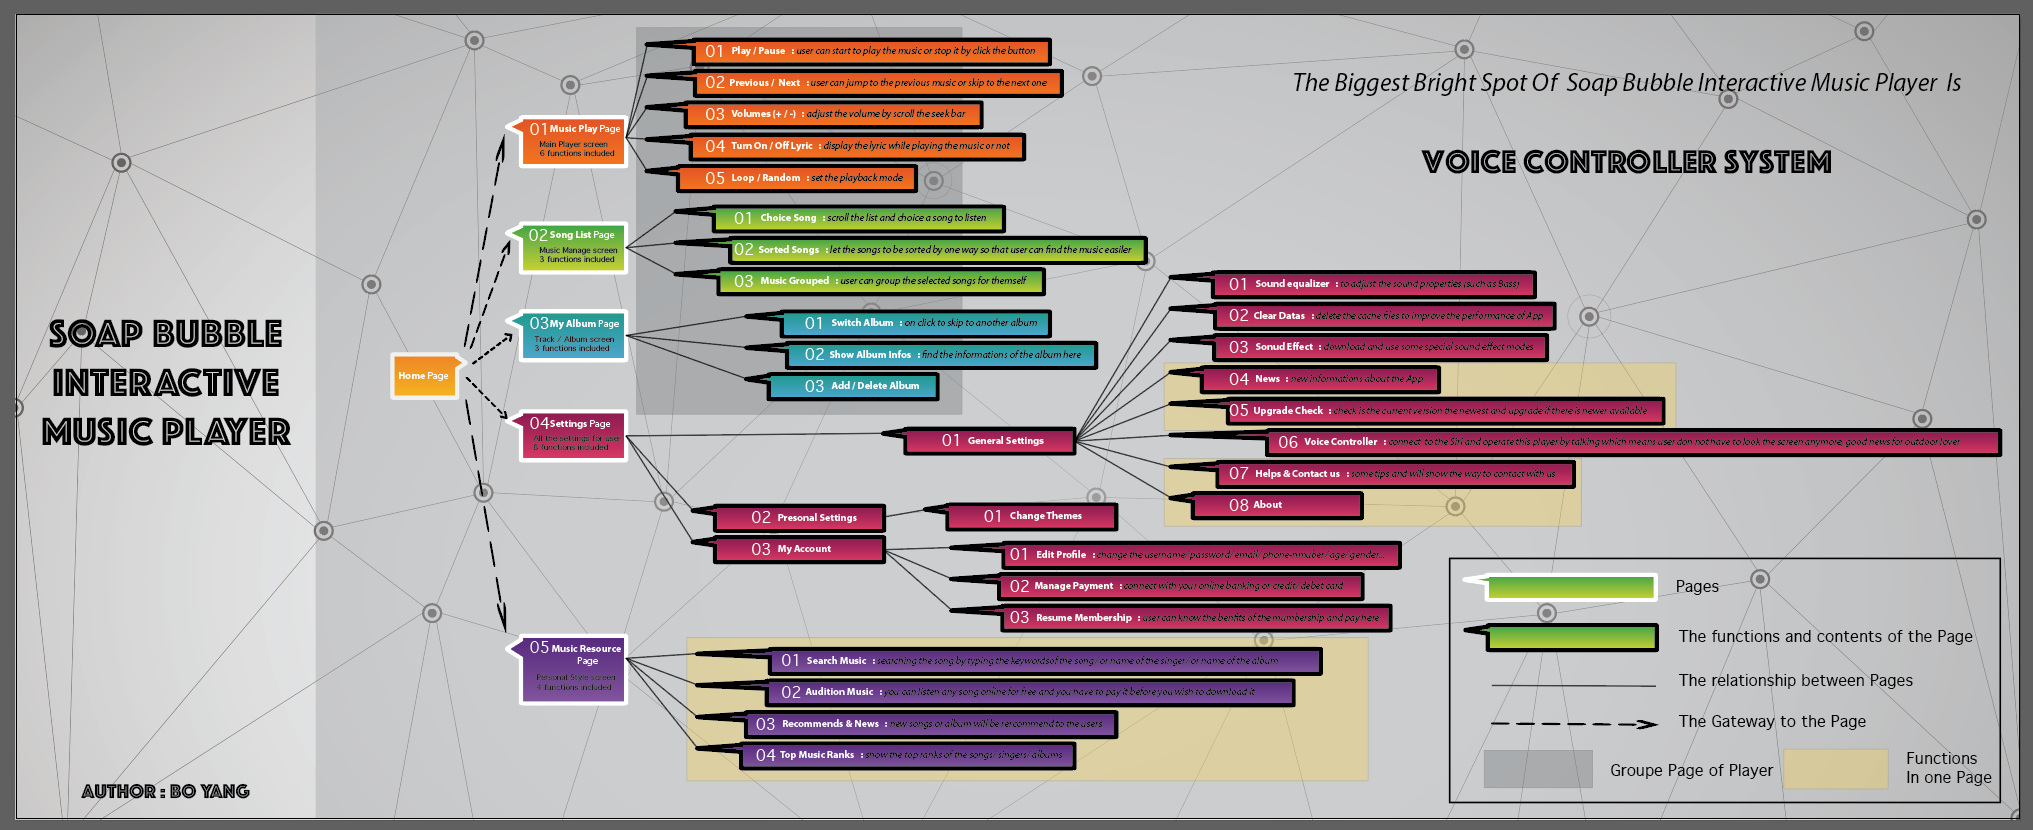 SOAP BUBBLE
INTERACTIVE
MUSIC PLAYER
AUTHOR : BO YANG
The Biggest Bright Spot Of Soap Bubble Interactive Music Player Is
VOICE CONTROLLER SYSTEM
Home Page
01 Music Play Page
Main Player screen
6 functions included
01 Play / Pause : user can start to play the music or stop it by click the button
02 Previous / Next : user can jump to the previous music or skip to the next one
03 Volumes (+ / -) : adjust the volume by scroll the seek bar
04 Turn On / Off Lyric : display the lyric while playing the music or not
05 Loop / Random : set the playback mode
02 Song List Page
Music Manage screen
3 functions included
01 Choice Song : scroll the list and choice a song to listen
02 Sorted Songs : let the songs to be sorted by one way so that user can find the music easiler
03 Music Grouped : user can group the selected songs for themself
03 My Album Page
Track / Album screen
3 functions included
01 Switch Album : on click to skip to another album
02 Show Album Infos : find the informations of the album here
03 Add / Delete Album
04 Settings Page
All the settings for user
8 functions included
01 General Settings
01 Sound equalizer : to adjust the sound properties (such as Bass)
02 Clear Datas : delete the cache files to improve the performance of App
03 Sonud Effect : download and use some special sound effect modes
04 News : new informations about the App
05 Upgrade Check : check is the current version the newest and upgrade if there is newer available
06 Voice Controller : connect to the Siri and operate this player by talking which means user don not have to look the screen anymore, good news for outdoor lover
07 Helps & Contact us : some tips and will show the way to contact with us
08 About
02 Presonal Settings
01 Change Themes
03 My Account
01 Edit Profile : change the username/ password/ email/ phone-nmuber/ age/ gender...
02 Manage Payment : connect with your online banking or credit/ debet card
03 Resume Membership : user can know the benfits of the mumbership and pay here
05 Music Resource
Page
Personal Style screen
4 functions included
01 Search Music : searching the song by typing the keywords of the song/ or name of the singer/ or name of the album
02 Audition Music : you can listen any song online for free and you have to pay it before you wish to download it
03 Recommends & News : new songs or album will be rercommend to the users
04 Top Music Ranks : show the top ranks of the songs/ singers/ albums
Pages
The functions and contents of the Page
The relationship between Pages
The Gateway to the Page
Groupe Page of Player
Functions
In one Page